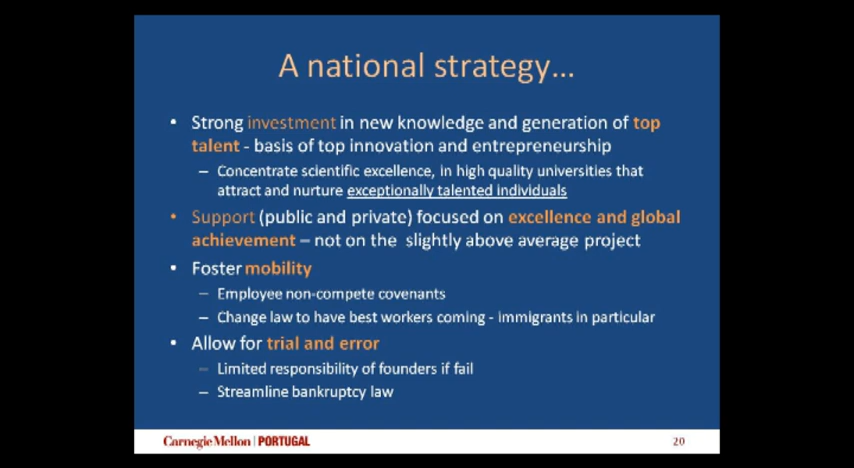 A national strategy...
• Strong investment in new knowledge and generation of top
talent - basis of top innovation and entrepreneurship
– Concentrate scientific excellence, in high quality universities that
attract and nurture exceptionally talented individuals
• Support (public and private) focused on excellence and global
achievement – not on the slightly above average project
• Foster mobility
– Employee non-compete covenants
– Change law to have best workers coming - immigrants in particular
• Allow for trial and error
– Limited responsibility of founders if fail
– Streamline bankruptcy law
Carnegie Mellon | PORTUGAL 20